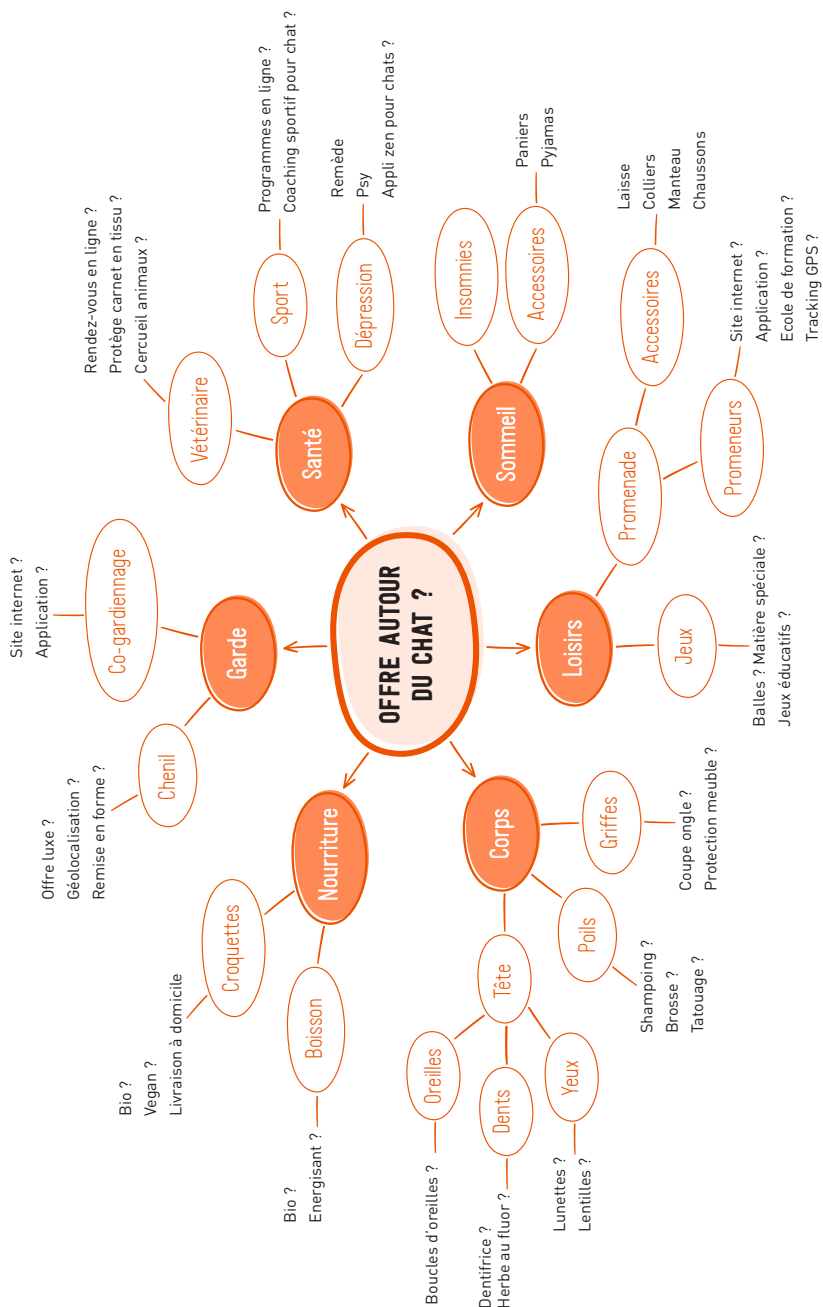 OFFRE AUTOUR
DU CHAT ?
Santé
Vétérinaire
Rendez-vous en ligne ?
Protège carnet en tissu ?
Cercueil animaux ?
Sport
Programmes en ligne ?
Coaching sportif pour chat ?
Dépression
Remède
Psy
Appli zen pour chats ?
Sommeil
Insomnies
Accessoires
Paniers
Pyjamas
Loisirs
Promenade
Accessoires
Laisse
Colliers
Manteau
Chaussons
Promeneurs
Site internet ?
Application ?
Ecole de formation ?
Tracking GPS ?
Jeux
Balles ? Matière spéciale ?
Jeux éducatifs ?
Corps
Griffes
Coupe ongle ?
Protection meuble ?
Poils
Shampoing ?
Brosse ?
Tatouage ?
Tête
Yeux
Lunettes ?
Lentilles ?
Dents
Dentifrice ?
Herbe au fluor ?
Oreilles
Boucles d'oreilles ?
Nourriture
Boisson
Bio ?
Energisant ?
Croquettes
Bio ?
Vegan ?
Livraison à domicile
Garde
Chenil
Offre luxe ?
Géolocalisation ?
Remise en forme ?
Co-gardiennage
Site internet ?
Application ?